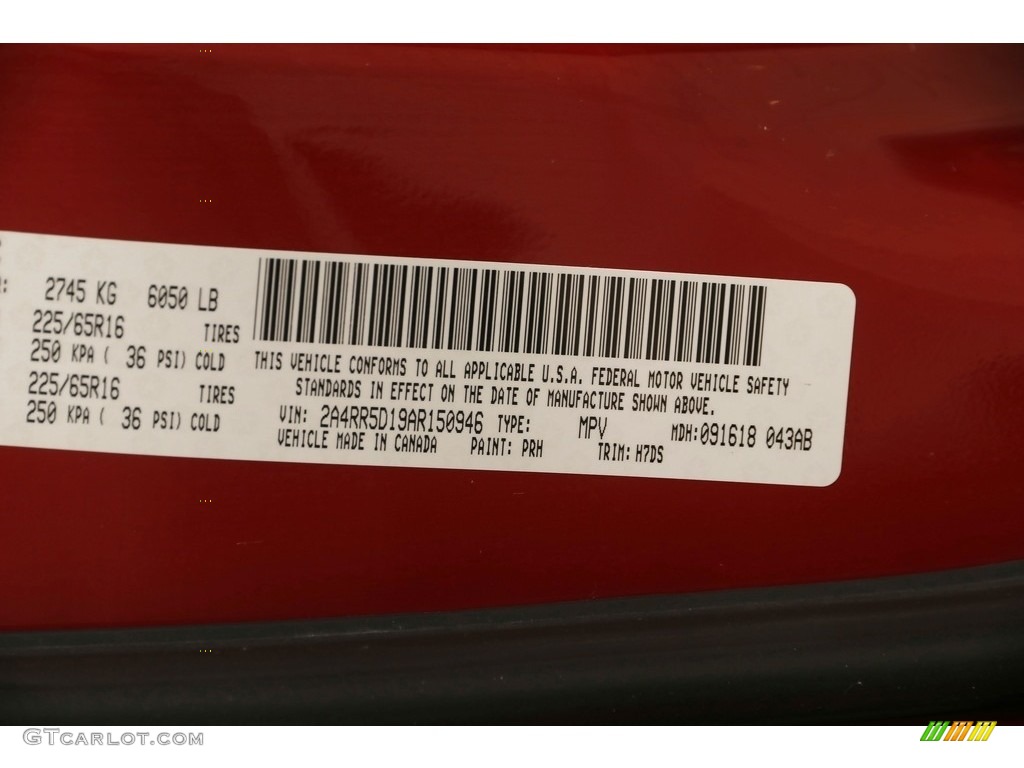 2745 KG 6050 LB
225/65R16 TIRES
250 KPA ( 36 PSI) COLD
225/65R16 TIRES
250 KPA ( 36 PSI) COLD
THIS VEHICLE CONFORMS TO ALL APPLICABLE U.S.A. FEDERAL MOTOR VEHICLE SAFETY
STANDARDS IN EFFECT ON THE DATE OF MANUFACTURE SHOWN ABOVE.
VIN: 2A4RR5D19AR150946 TYPE: MPV MDH:091618 043AB
VEHICLE MADE IN CANADA PAINT: PRH TRIM: H7DS
GTCARLOT.COM